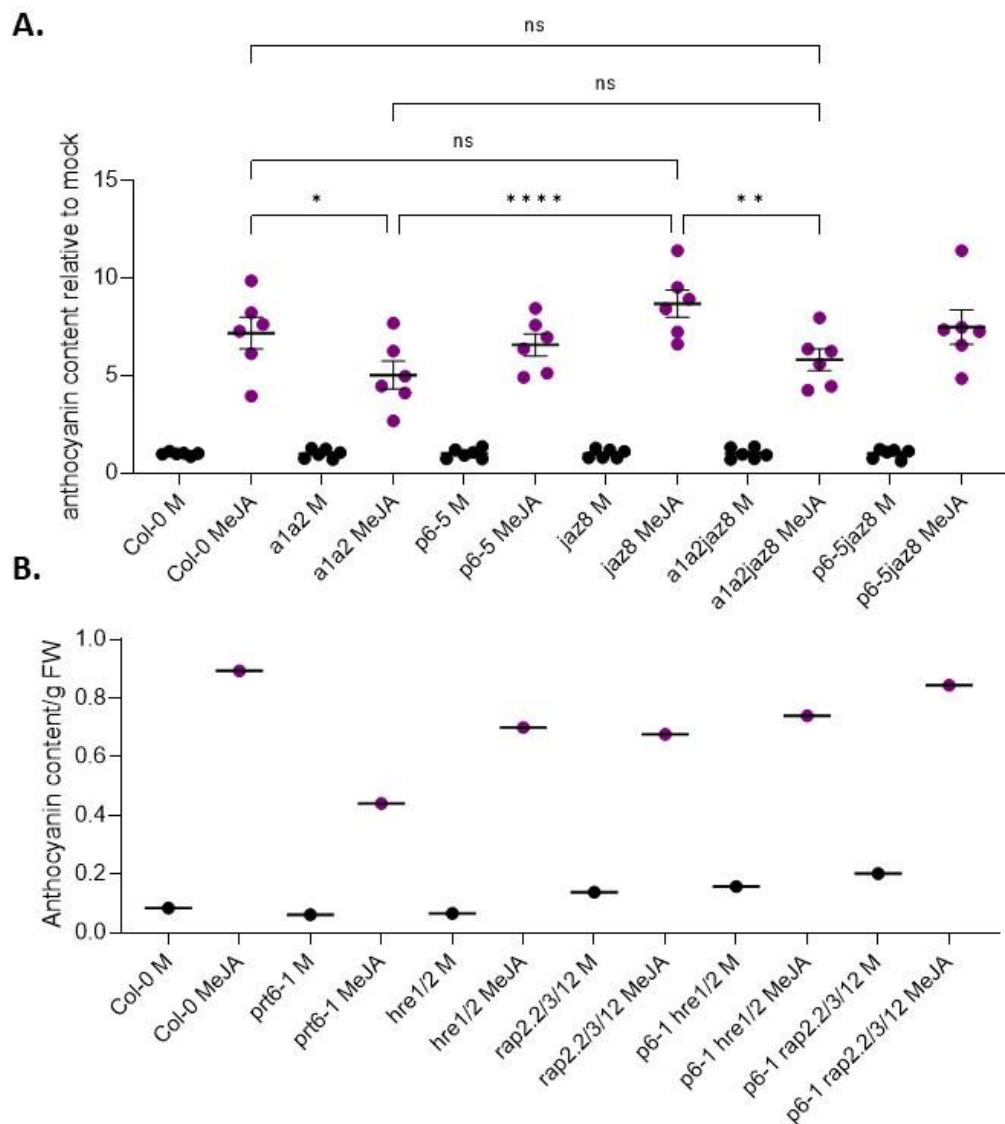 A.
ns
ns
ns
* **** **
anthocyanin content relative to mock
15
10
5
0
Col-0 M
Col-0 MeJA
a1a2 M
a1a2 MeJA
p6-5 M
p6-5 MeJA
jaz8 M
jaz8 MeJA
a1a2jaz8 M
a1a2jaz8 MeJA
p6-5jaz8 M
p6-5jaz8 MeJA
B.
Anthocyanin content/g FW
1.0
0.8
0.6
0.4
0.2
0.0
Col-0 M
Col-0 MeJA
prt6-1 M
prt6-1 MeJA
hre1/2 M
hre1/2 MeJA
rap2.2/3/12 M
rap2.2/3/12 MeJA
p6-1 hre1/2 M
p6-1 hre1/2 MeJA
p6-1 rap2.2/3/12 M
p6-1 rap2.2/3/12 MeJA